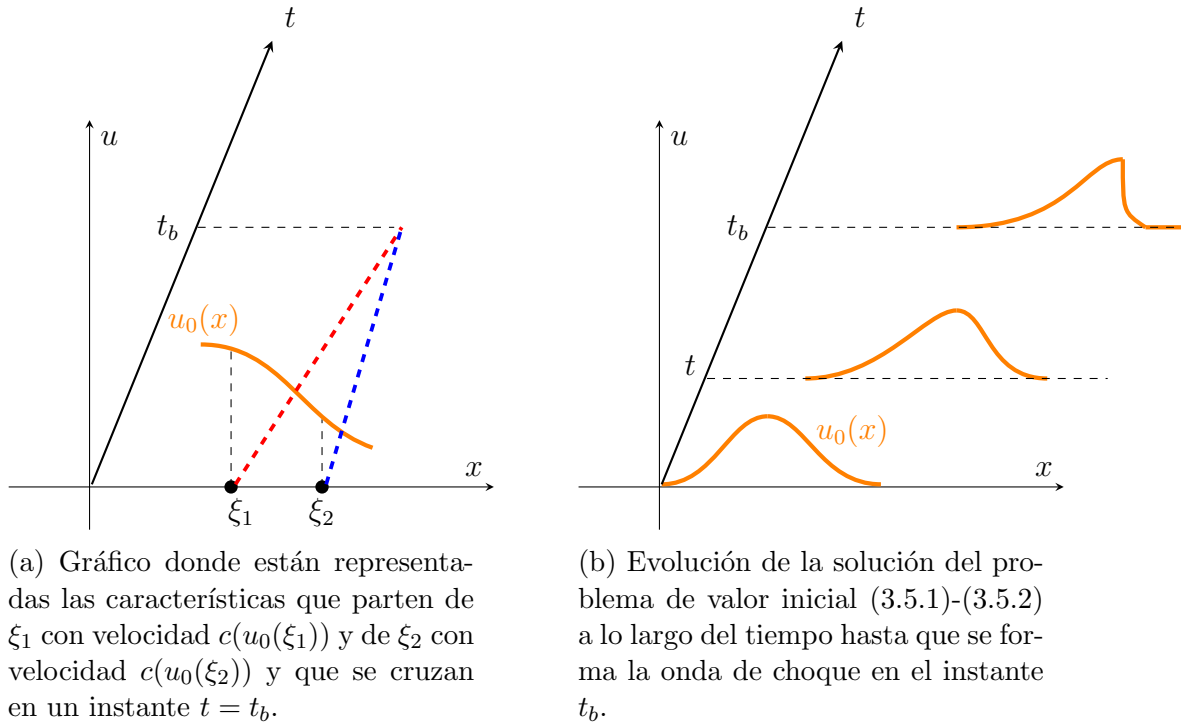 t
u
t_b
u_0(x)
x
ξ_1
ξ_2
(a) Gráfico donde están representa-
das las características que parten de
ξ_1 con velocidad c(u_0(ξ_1)) y de ξ_2 con
velocidad c(u_0(ξ_2)) y que se cruzan
en un instante t = t_b.
t
u
t_b
t
u_0(x)
x
(b) Evolución de la solución del pro-
blema de valor inicial (3.5.1)-(3.5.2)
a lo largo del tiempo hasta que se for-
ma la onda de choque en el instante
t_b.